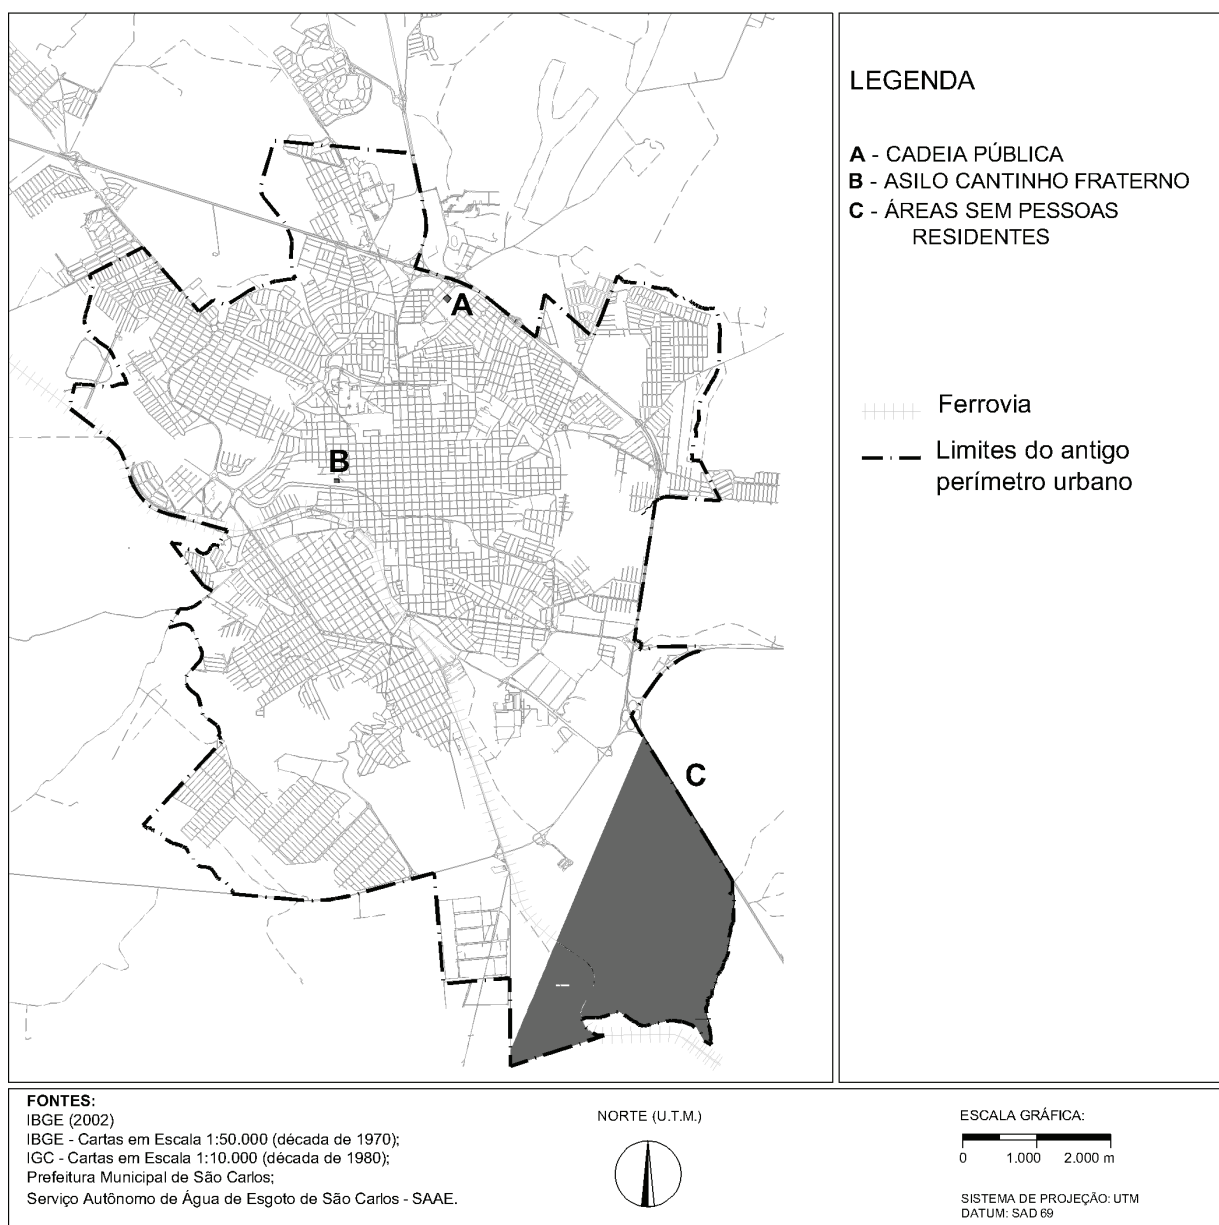 A
B
C
LEGENDA
A - CADEIA PÚBLICA
B - ASILO CANTINHO FRATERNO
C - ÁREAS SEM PESSOAS
RESIDENTES
Ferrovia
Limites do antigo
perímetro urbano
FONTES:
IBGE (2002)
IBGE - Cartas em Escala 1:50.000 (década de 1970);
IGC - Cartas em Escala 1:10.000 (década de 1980);
Prefeitura Municipal de São Carlos;
Serviço Autônomo de Água de Esgoto de São Carlos - SAAE.
NORTE (U.T.M.)
ESCALA GRÁFICA:
0 1.000 2.000 m
SISTEMA DE PROJEÇÃO: UTM
DATUM: SAD 69